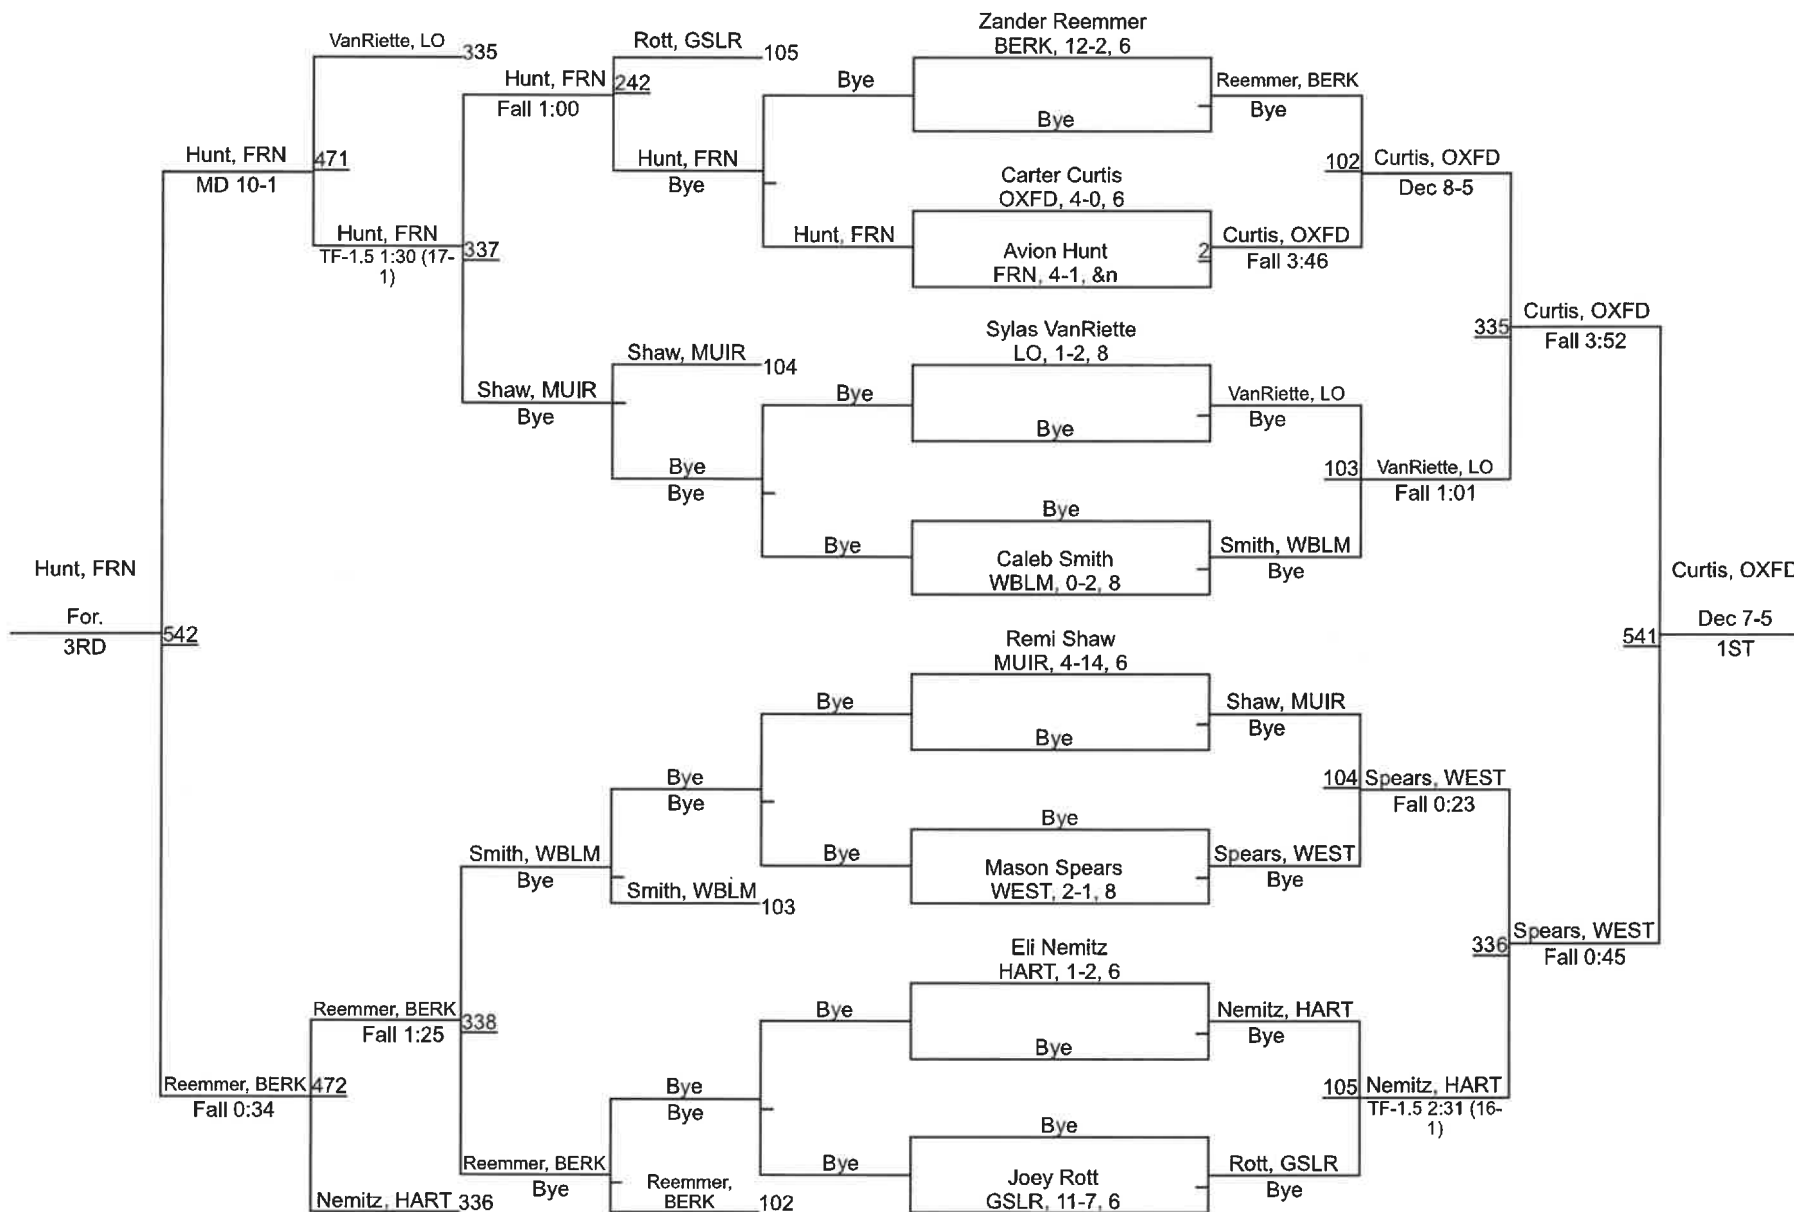 Zander Reemmer
BERK, 12-2, 6
VanRiette, LO
335
Rott, GSLR
105
Hunt, FRN
242
Fall 1:00
Bye
Reemmer, BERK
Bye
Bye
Hunt, FRN
471
MD 10-1
Hunt, FRN
Bye
Carter Curtis
OXFD, 4-0, 6
102
Curtis, OXFD
Dec 8-5
Hunt, FRN
337
TF-1.5 1:30 (17-
1)
Hunt, FRN
Avion Hunt
FRN, 4-1, &n
2
Curtis, OXFD
Fall 3:46
Sylas VanRiette
LO, 1-2, 8
335
Curtis, OXFD
Fall 3:52
Shaw, MUIR
104
Shaw, MUIR
Bye
Bye
Bye
VanRiette, LO
Bye
Bye
Bye
103
VanRiette, LO
Fall 1:01
Bye
Bye
Caleb Smith
WBLM, 0-2, 8
Smith, WBLM
Bye
Hunt, FRN
For.
3RD
542
Curtis, OXFD
541
Dec 7-5
1ST
Remi Shaw
MUIR, 4-14, 6
Bye
Bye
Shaw, MUIR
Bye
Bye
Bye
104
Spears, WEST
Fall 0:23
Bye
Smith, WBLM
Bye
Bye
Mason Spears
WEST, 2-1, 8
Spears, WEST
Bye
Smith, WBLM
103
Eli Nemitz
HART, 1-2, 6
336
Spears, WEST
Fall 0:45
Reemmer, BERK
338
Fall 1:25
Bye
Bye
Nemitz, HART
Bye
Reemmer, BERK
472
Fall 0:34
Bye
Bye
105
Nemitz, HART
TF-1.5 2:31 (16-
1)
Bye
Reemmer, BERK
Bye
Bye
Joey Rott
GSLR, 11-7, 6
Rott, GSLR
Bye
Nemitz, HART
336
Reemmer,
BERK
102